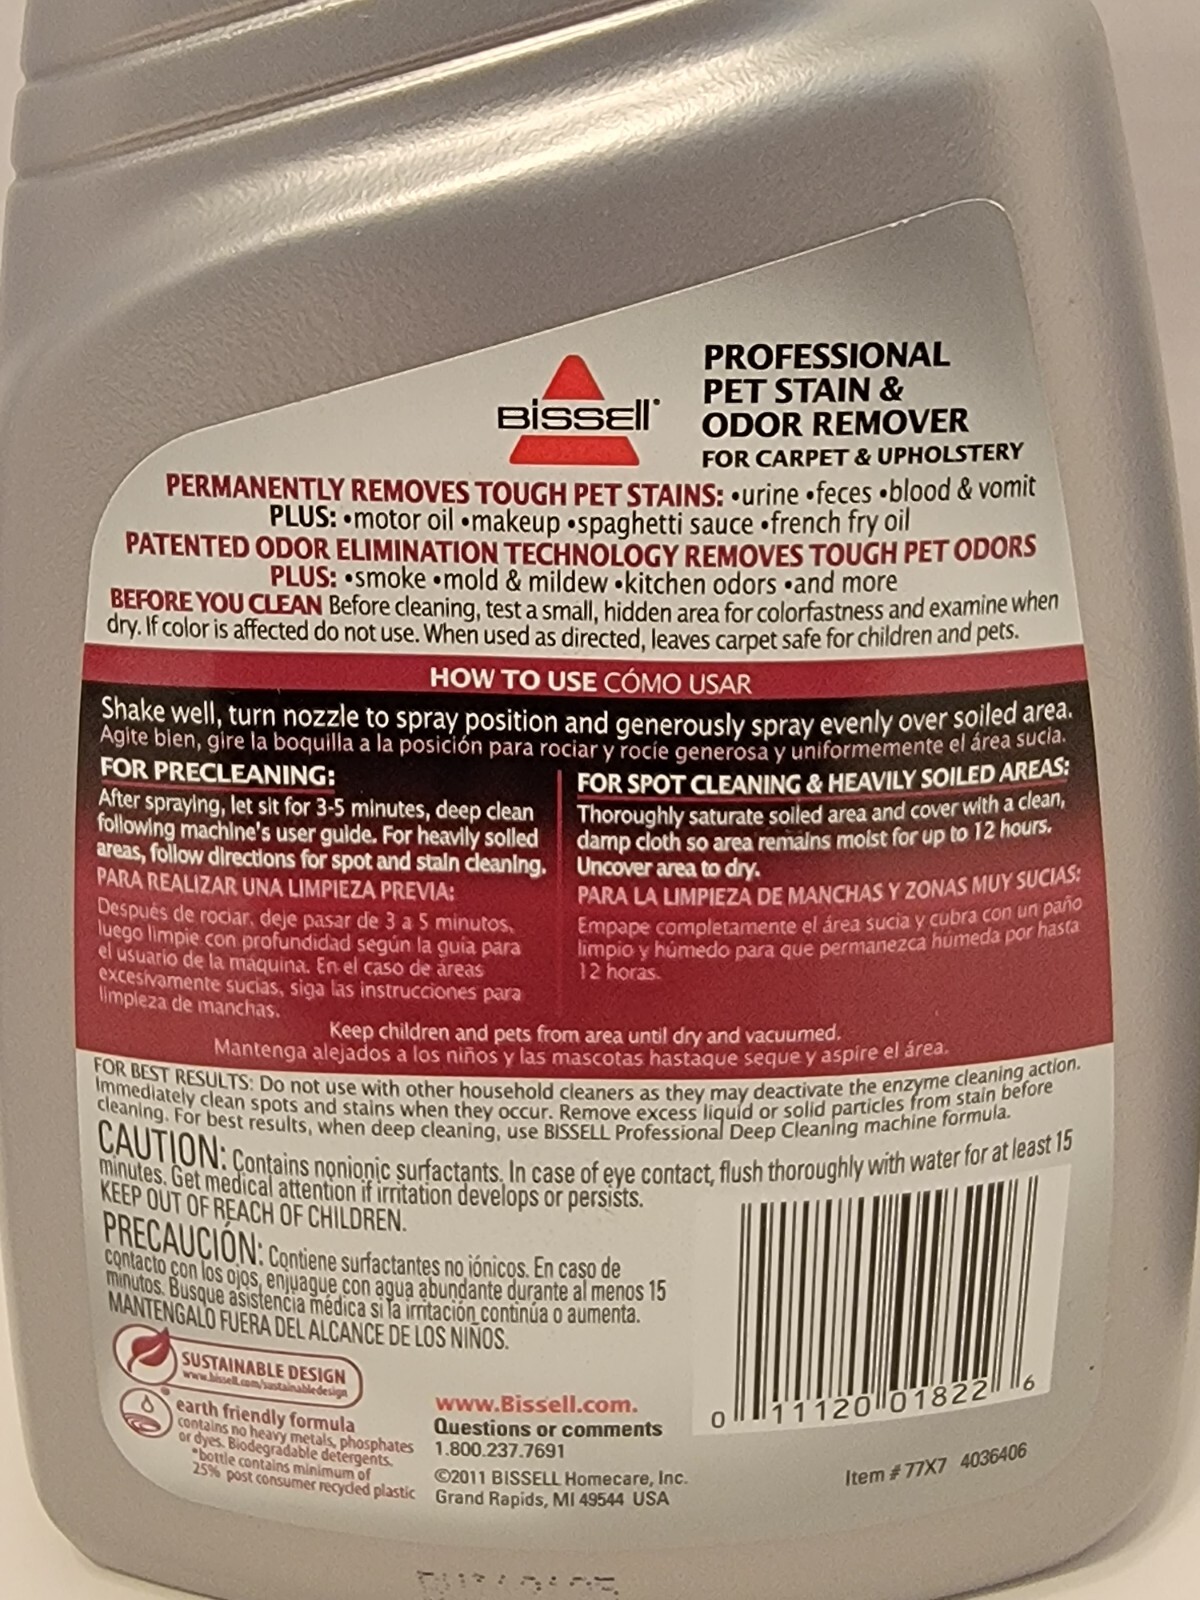 BISSELL
PROFESSIONAL
PET STAIN &
ODOR REMOVER
FOR CARPET & UPHOLSTERY
PERMANENTLY REMOVES TOUGH PET STAINS: •urine •feces •blood & vomit
PLUS: •motor oil •makeup •spaghetti sauce •french fry oil
PATENTED ODOR ELIMINATION TECHNOLOGY REMOVES TOUGH PET ODORS
PLUS: •smoke •mold & mildew •kitchen odors •and more
BEFORE YOU CLEAN Before cleaning, test a small, hidden area for colorfastness and examine when
dry. If color is affected do not use. When used as directed, leaves carpet safe for children and pets.
HOW TO USE CÓMO USAR
Shake well, turn nozzle to spray position and generously spray evenly over soiled area.
Agite bien, gire la boquilla a la posición para rociar y rocíe generosa y uniformemente el área sucia.
FOR PRECLEANING:
After spraying, let sit for 3-5 minutes, deep clean
following machine's user guide. For heavily soiled
areas, follow directions for spot and stain cleaning.
PARA REALIZAR UNA LIMPIEZA PREVIA:
Después de rociar, deje pasar de 3 a 5 minutos,
luego limpie con profundidad según la guía para
el usuario de la máquina. En el caso de áreas
excesivamente sucias, siga las instrucciones para
limpieza de manchas.
FOR SPOT CLEANING & HEAVILY SOILED AREAS:
Thoroughly saturate soiled area and cover with a clean,
damp cloth so area remains moist for up to 12 hours.
Uncover area to dry.
PARA LA LIMPIEZA DE MANCHAS Y ZONAS MUY SUCIAS:
Empape completamente el área sucia y cubra con un paño
limpio y húmedo para que permanezca húmeda por hasta
12 horas.
Keep children and pets from area until dry and vacuumed.
Mantenga alejados a los niños y las mascotas hastaque seque y aspire el área.
FOR BEST RESULTS: Do not use with other household cleaners as they may deactivate the enzyme cleaning action.
Immediately clean spots and stains when they occur. Remove excess liquid or solid particles from stain before
cleaning. For best results, when deep cleaning, use BISSELL Professional Deep Cleaning machine formula.
CAUTION: Contains nonionic surfactants. In case of eye contact, flush thoroughly with water for at least 15
minutes. Get medical attention if irritation develops or persists.
KEEP OUT OF REACH OF CHILDREN.
PRECAUCIÓN: Contiene surfactantes no iónicos. En caso de
contacto con los ojos, enjuague con agua abundante durante al menos 15
minutos. Busque asistencia médica si la irritación continúa o aumenta.
MANTENGALO FUERA DEL ALCANCE DE LOS NIÑOS.
SUSTAINABLE DESIGN
www.bissell.com/sustainabledesign
earth friendly formula
contains no heavy metals, phosphates
or dyes. Biodegradable detergents.
*bottle contains minimum of
25% post consumer recycled plastic
www.Bissell.com.
Questions or comments
1.800.237.7691
©2011 BISSELL Homecare, Inc.
Grand Rapids, MI 49544 USA
0 11120 01822 6
Item # 77X7 4036406